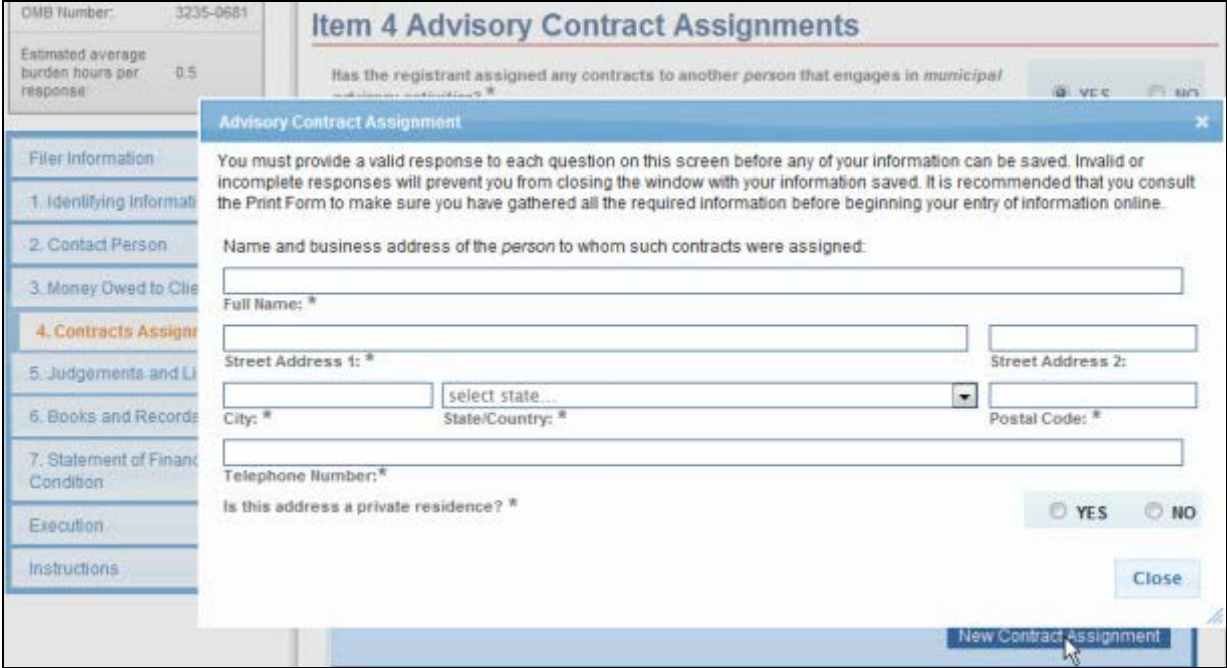 OMB Number: 3235-0681
Estimated average
burden hours per 0.5
response:
Filer Information
1. Identifying Informati
2. Contact Person
3. Money Owed to Clie
4. Contracts Assignm
5. Judgements and Li
6. Books and Records
7. Statement of Financ
Condition
Execution
Instructions
Item 4 Advisory Contract Assignments
Has the registrant assigned any contracts to another person that engages in municipal
advisory activities? * YES NO
Advisory Contract Assignment
You must provide a valid response to each question on this screen before any of your information can be saved. Invalid or
incomplete responses will prevent you from closing the window with your information saved. It is recommended that you consult
the Print Form to make sure you have gathered all the required information before beginning your entry of information online.
Name and business address of the person to whom such contracts were assigned:
Full Name: *
Street Address 1: * Street Address 2:
select state...
City: * State/Country: * Postal Code: *
Telephone Number:*
Is this address a private residence? * YES NO
Close
New Contract Assignment